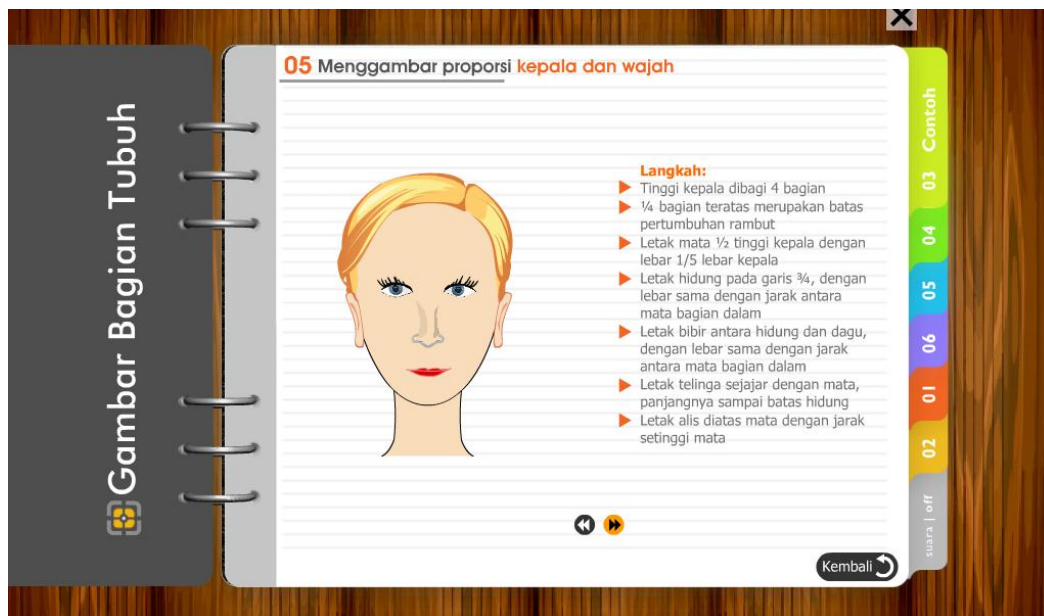 Gambar Bagian Tubuh
05 Menggambar proporsi kepala dan wajah
Langkah:
Tinggi kepala dibagi 4 bagian
¼ bagian teratas merupakan batas
pertumbuhan rambut
Letak mata ½ tinggi kepala dengan
lebar 1/5 lebar kepala
Letak hidung pada garis ¾, dengan
lebar sama dengan jarak antara
mata bagian dalam
Letak bibir antara hidung dan dagu,
dengan lebar sama dengan jarak
antara mata bagian dalam
Letak telinga sejajar dengan mata,
panjangnya sampai batas hidung
Letak alis diatas mata dengan jarak
setinggi mata
Kembali
03 Contoh
04
05
06
01
02
suara | off